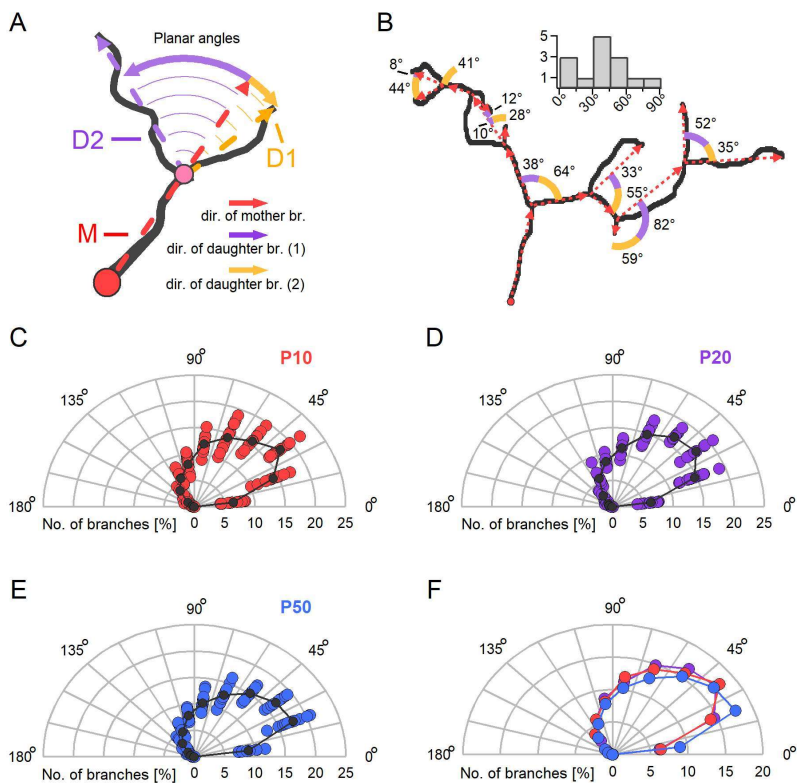 A
Planar angles
D2
D1
M
dir. of mother br.
dir. of daughter br. (1)
dir. of daughter br. (2)
B
8°
41°
44°
12°
28°
10°
38°
64°
33°
55°
82°
59°
52°
35°
5
3
1
0°
30°
60°
90°
C
P10
90°
135°
45°
180°
0°
No. of branches [%]
0 5 10 15 20 25
D
P20
90°
135°
45°
180°
0°
No. of branches [%]
0 5 10 15 20 25
E
P50
90°
135°
45°
180°
0°
No. of branches [%]
0 5 10 15 20 25
F
90°
135°
45°
180°
0°
No. of branches [%]
0 5 10 15 20 25